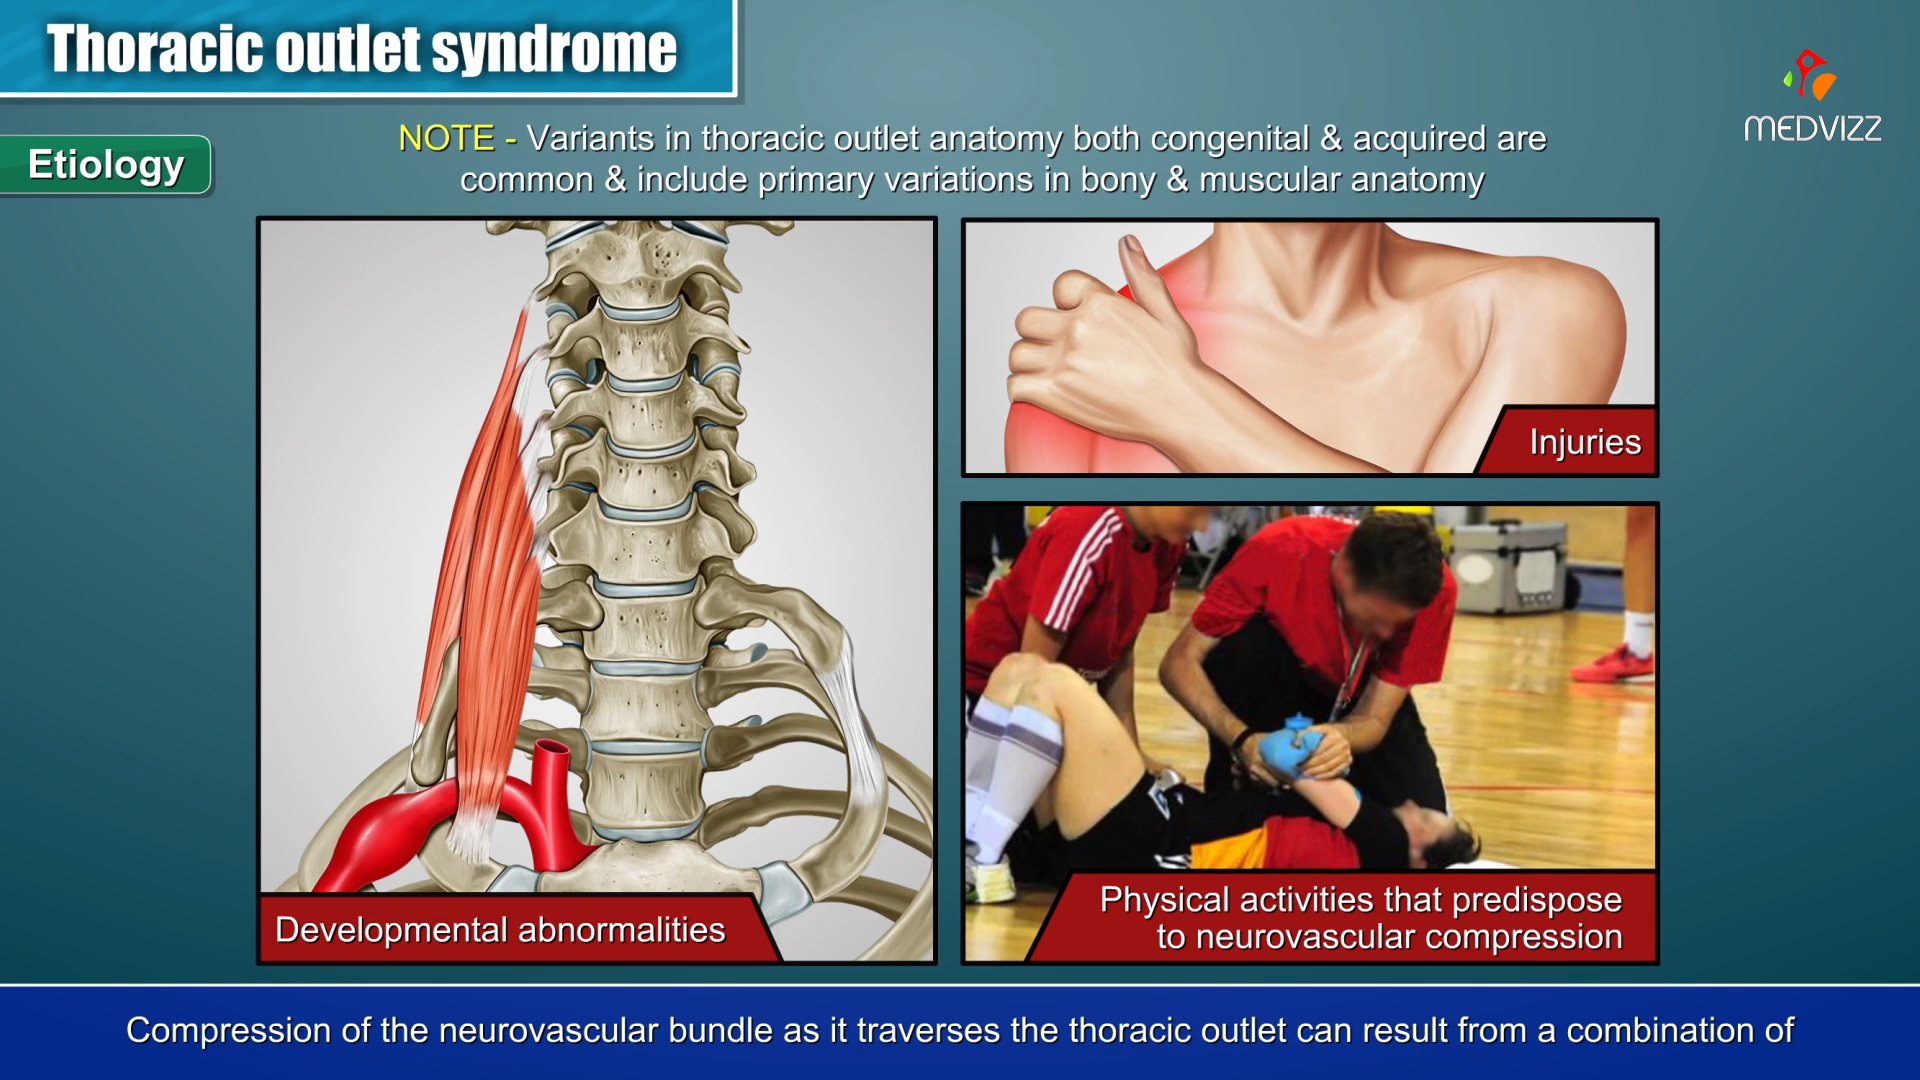 Thoracic outlet syndrome
MEDVIZZ
Etiology
NOTE - Variants in thoracic outlet anatomy both congenital & acquired are
common & include primary variations in bony & muscular anatomy
Injuries
Developmental abnormalities
Physical activities that predispose
to neurovascular compression
Compression of the neurovascular bundle as it traverses the thoracic outlet can result from a combination of